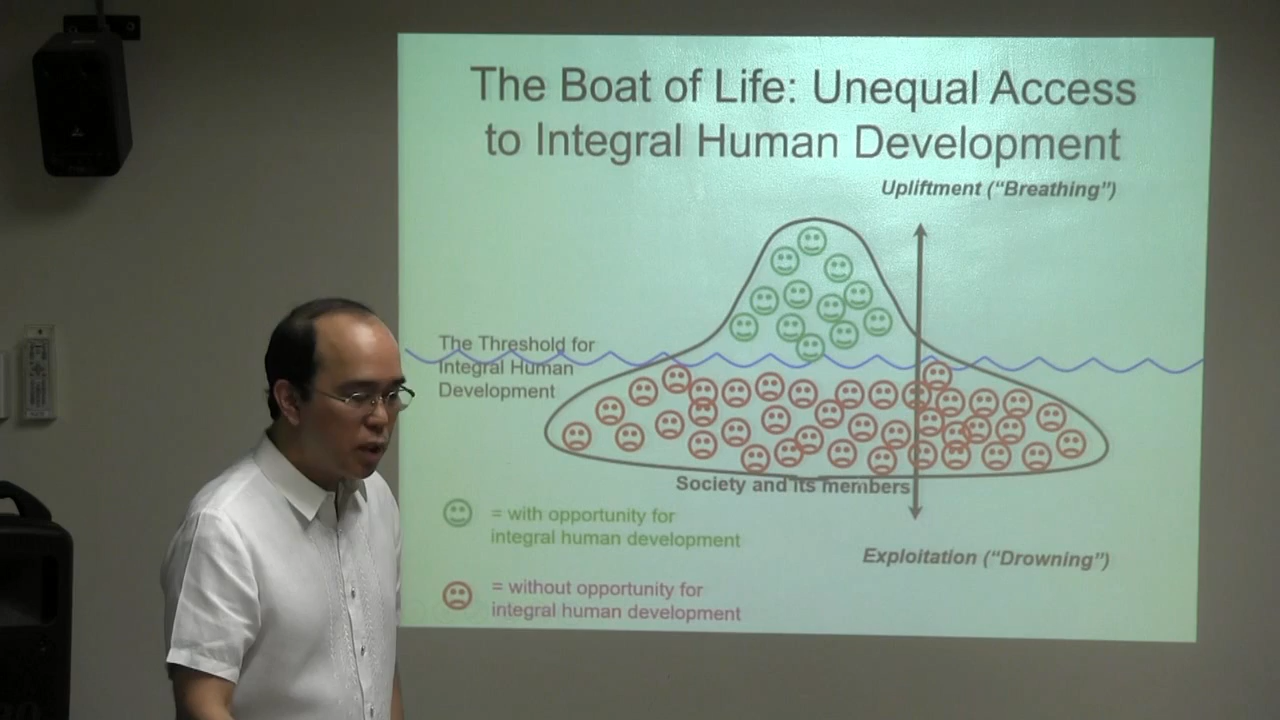 The Boat of Life: Unequal Access
to Integral Human Development
Upliftment (“Breathing”)
The Threshold for
Integral Human
Development
Society and its members
= with opportunity for
integral human development
Exploitation (“Drowning”)
= without opportunity for
integral human development